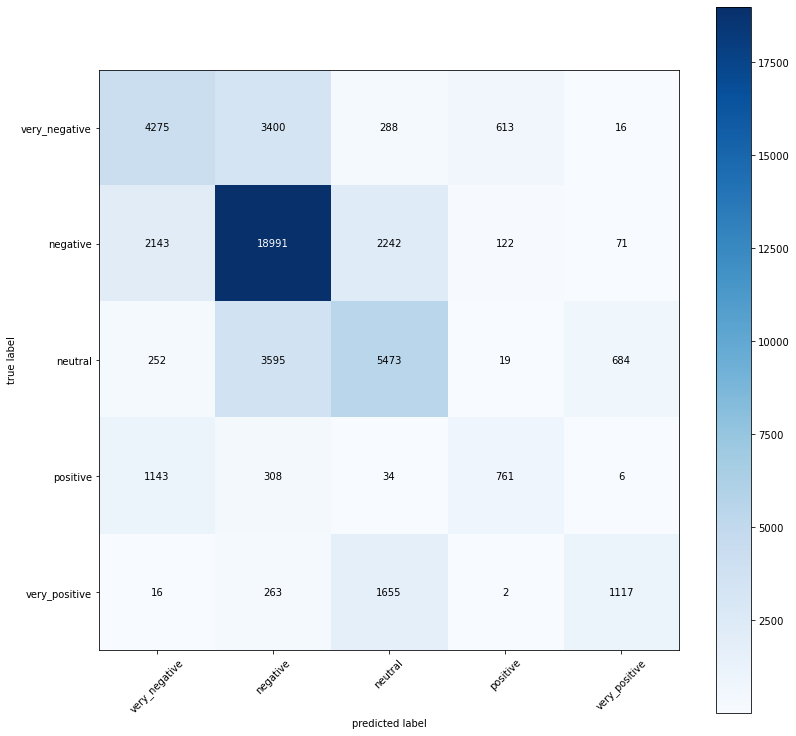 very_negative 4275 3400 288 613 16
negative 2143 18991 2242 122 71
neutral 252 3595 5473 19 684
positive 1143 308 34 761 6
very_positive 16 263 1655 2 1117
very_negative negative neutral positive very_positive
predicted label
true label
17500
15000
12500
10000
7500
5000
2500